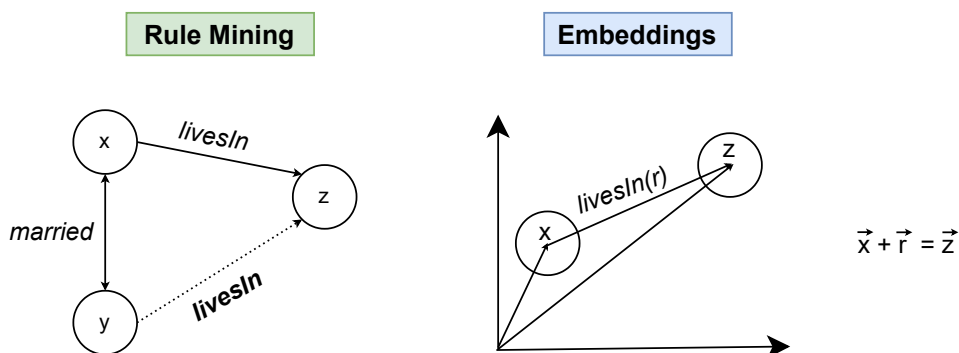 Rule Mining
x
livesIn
z
married
livesIn
y
Embeddings
z
livesIn(r)
x
x⃗ + r⃗ = z⃗